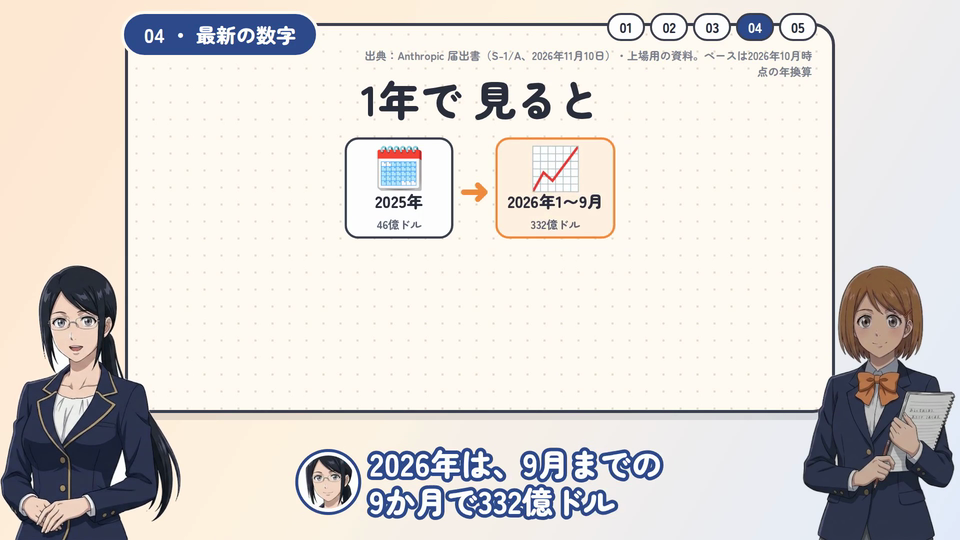 04 ・ 最新の数字
01 02 03 04 05
出典：Anthropic 届出書（S-1/A、2026年11月10日）・上場用の資料。ベースは2026年10月時
点の年換算
1年で 見ると
2025年
46億ドル
2026年1〜9月
332億ドル
2026年は、9月までの
9か月で332億ドル